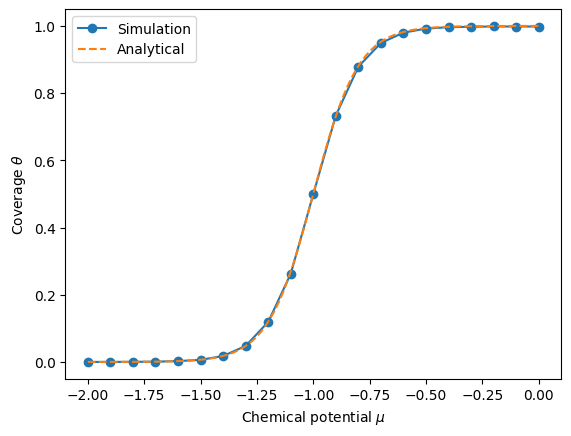 Simulation
Analytical
Coverage θ
1.0
0.8
0.6
0.4
0.2
0.0
−2.00 −1.75 −1.50 −1.25 −1.00 −0.75 −0.50 −0.25 0.00
Chemical potential μ